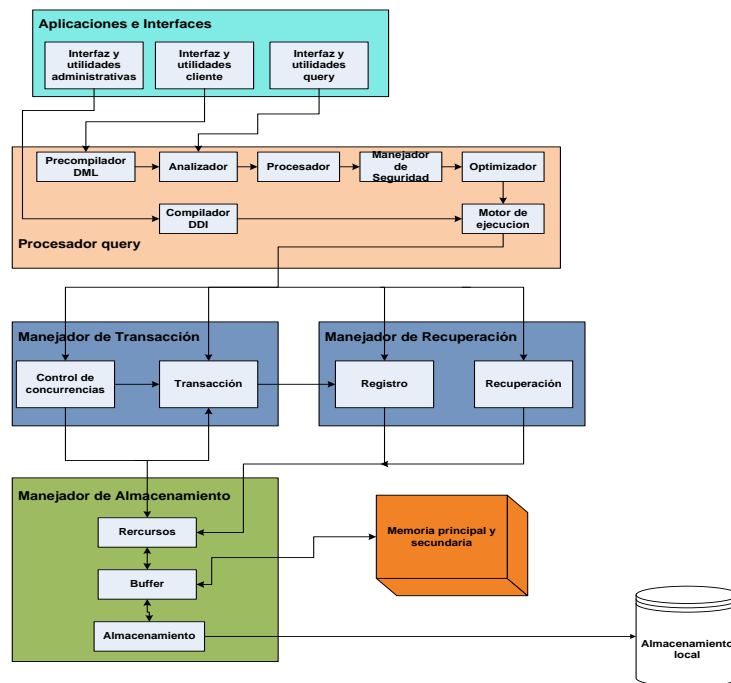 Aplicaciones e Interfaces
Interfaz y
utilidades
administrativas
Interfaz y
utilidades
cliente
Interfaz y
utilidades
query
Precompilador
DML
Analizador
Procesador
Manejador
de
Seguridad
Optimizador
Compilador
DDI
Motor de
ejecucion
Procesador query
Manejador de Transacción
Control de
concurrencias
Transacción
Manejador de Recuperación
Registro
Recuperación
Manejador de Almacenamiento
Rercursos
Buffer
Almacenamiento
Memoria principal y
secundaria
Almacenamiento
local